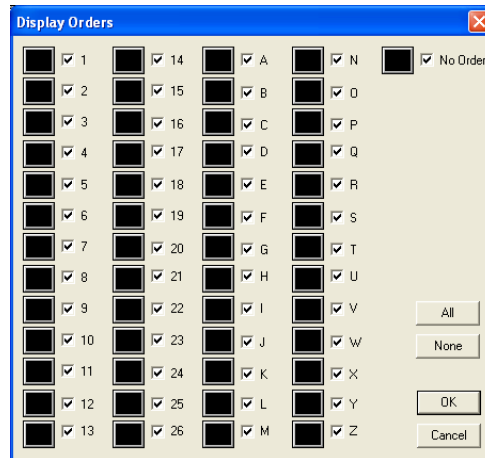 Display Orders
1 14 A N No Order
2 15 B O
3 16 C P
4 17 D Q
5 18 E R
6 19 F S
7 20 G T
8 21 H U
9 22 I V All
10 23 J W None
11 24 K X
12 25 L Y OK
13 26 M Z Cancel